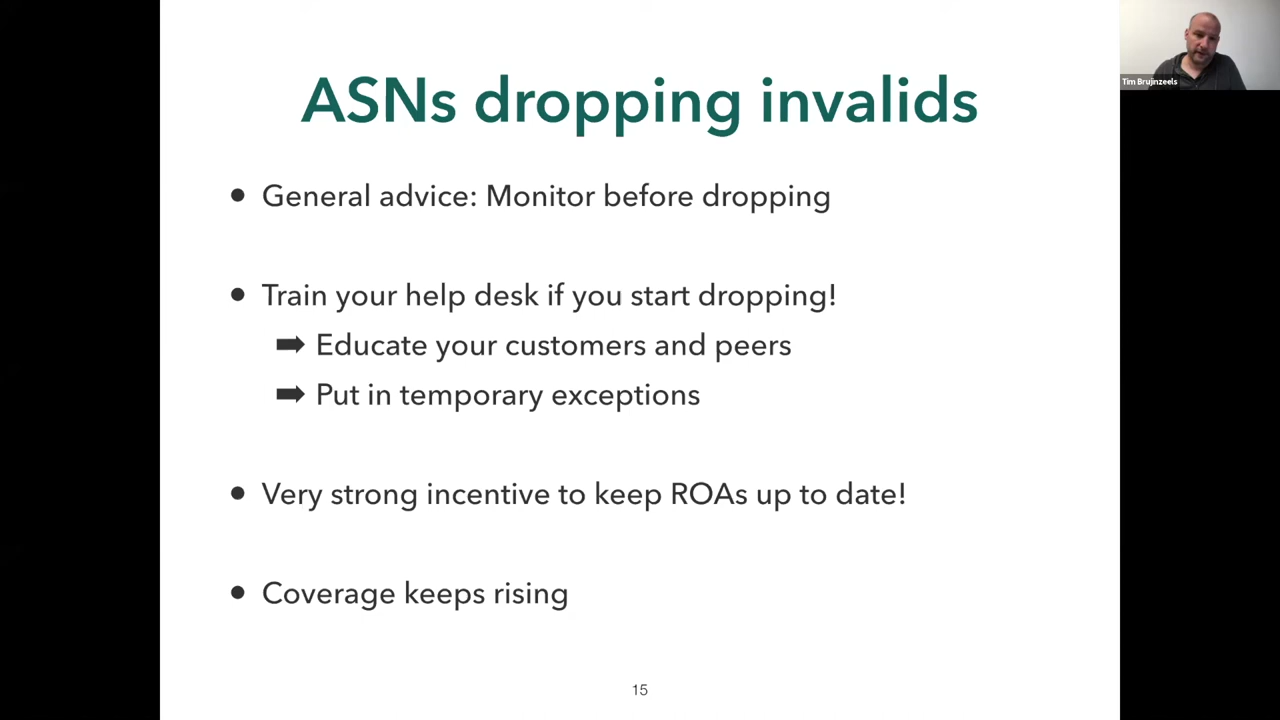 ASNs dropping invalids
Tim Bruijnzeels
• General advice: Monitor before dropping
• Train your help desk if you start dropping!
➡ Educate your customers and peers
➡ Put in temporary exceptions
• Very strong incentive to keep ROAs up to date!
• Coverage keeps rising
15